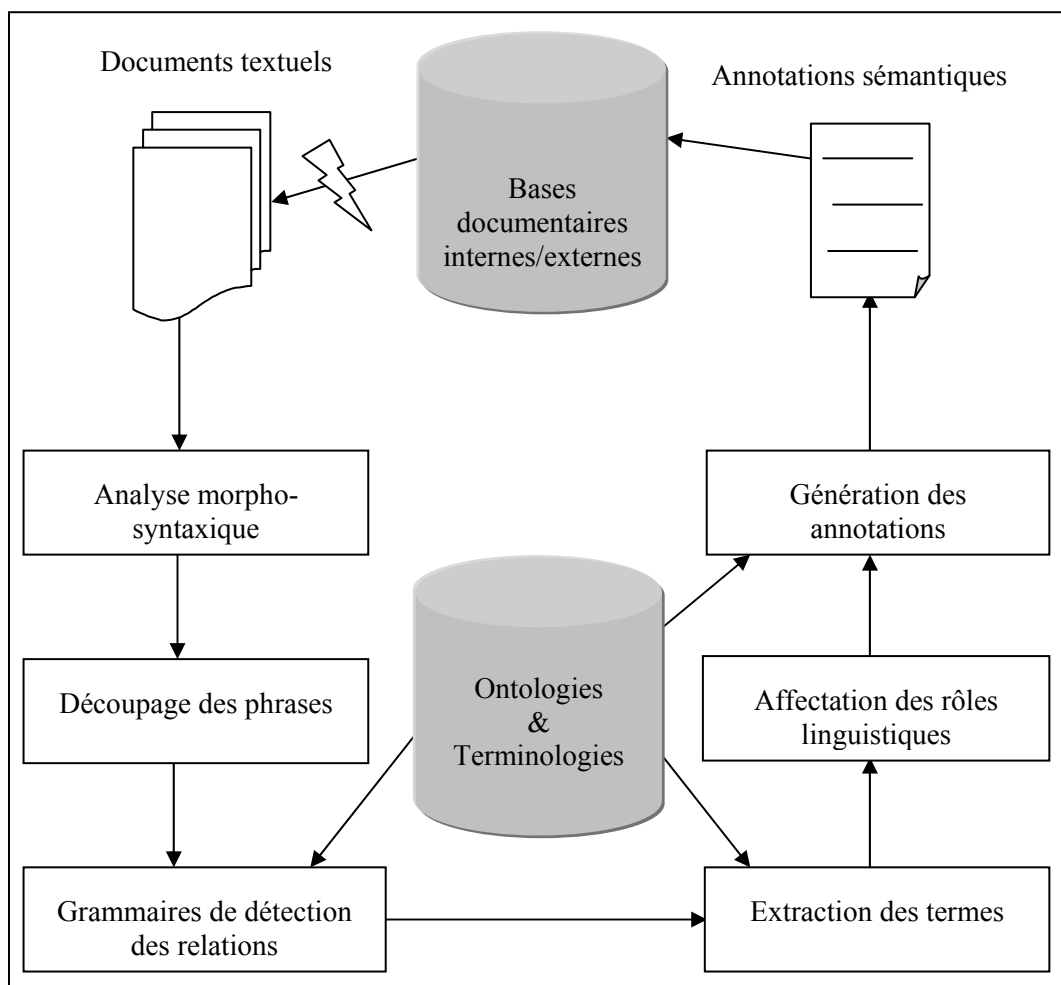 Documents textuels
Annotations sémantiques
Bases
documentaires
internes/externes
Analyse morpho-
syntaxique
Génération des
annotations
Découpage des phrases
Ontologies
&
Terminologies
Affectation des rôles
linguistiques
Grammaires de détection
des relations
Extraction des termes